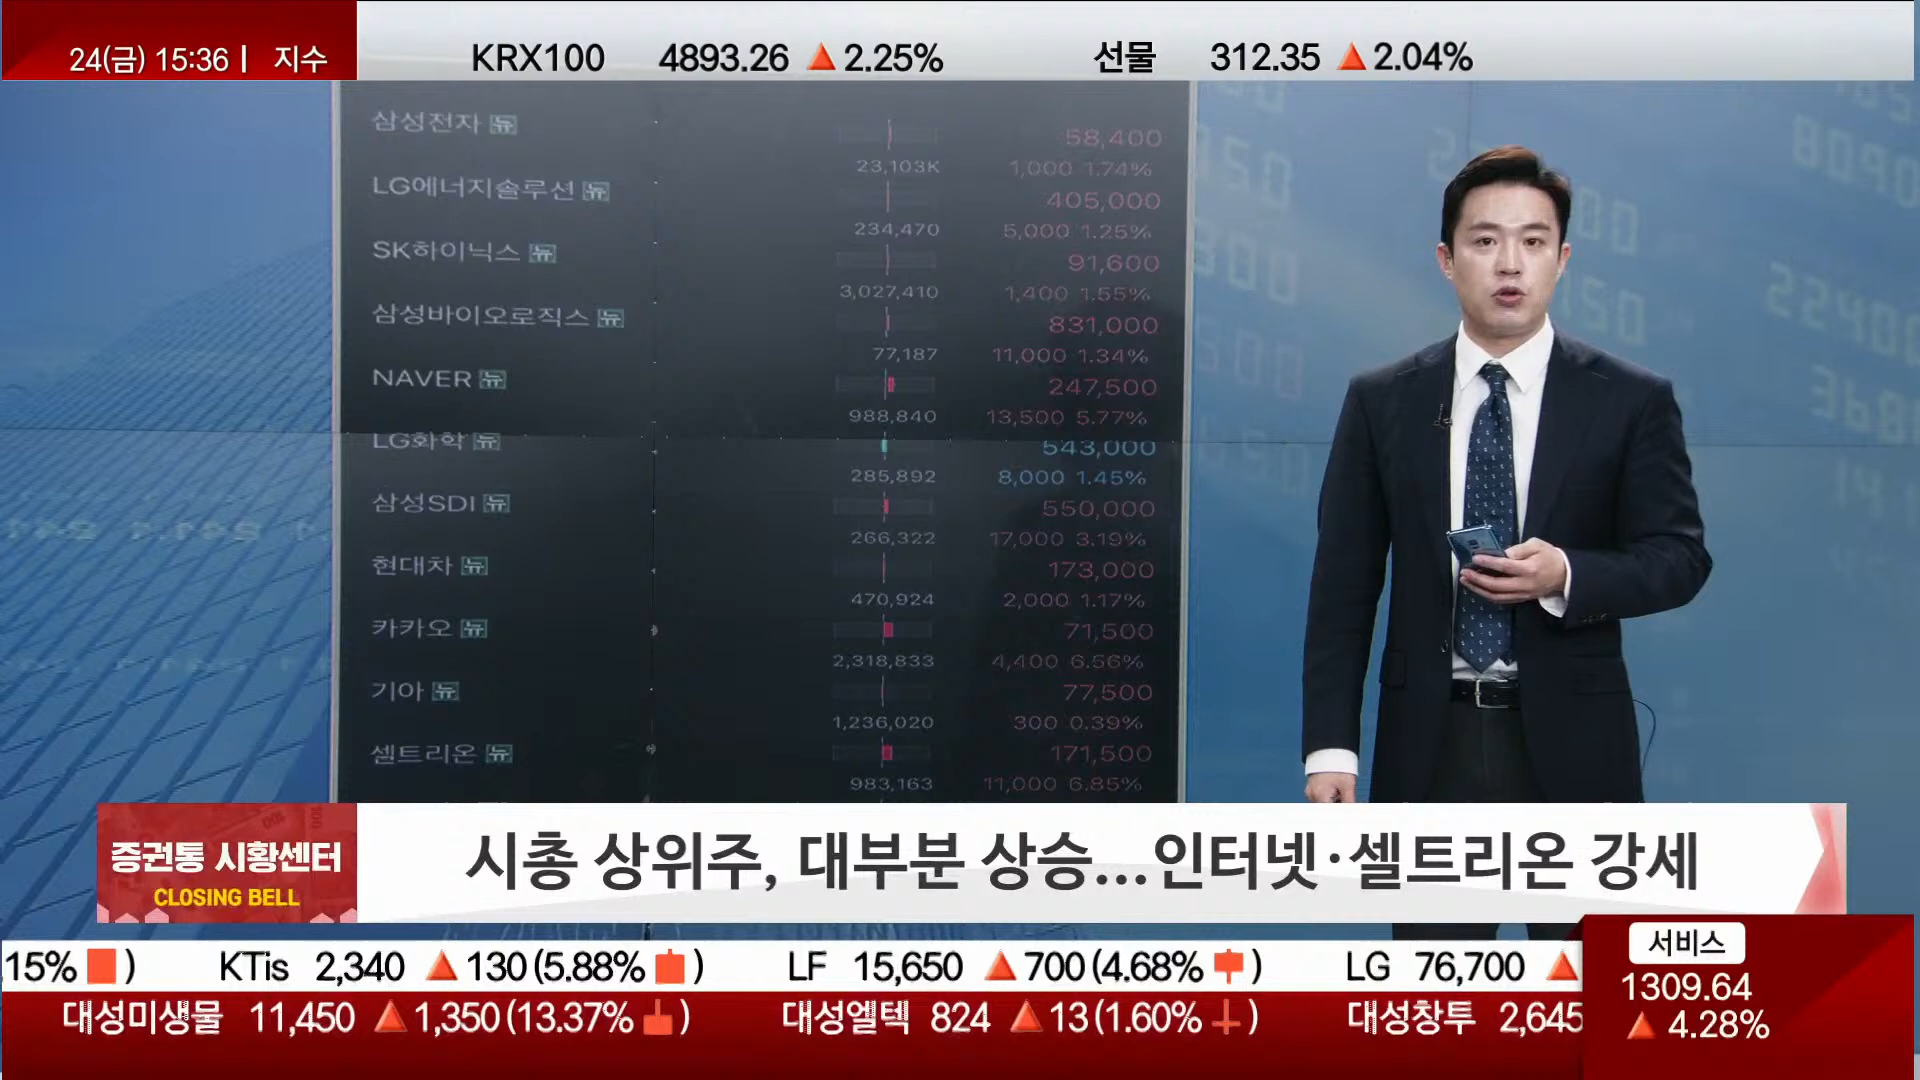 24(금) 15:36 | 지수 KRX100 4893.26 ▲2.25% 선물 312.35 ▲2.04%
삼성전자 뉴 58,400
23,103K 1,000 1.74%
LG에너지솔루션 뉴 405,000
234,470 5,000 1.25%
SK하이닉스 뉴 91,600
3,027,410 1,400 1.55%
삼성바이오로직스 뉴 831,000
77,187 11,000 1.34%
NAVER 뉴 247,500
988,840 13,500 5.77%
LG화학 뉴 543,000
285,892 8,000 1.45%
삼성SDI 뉴 550,000
266,322 17,000 3.19%
현대차 뉴 173,000
470,924 2,000 1.17%
카카오 뉴 71,500
2,318,833 4,400 6.56%
기아 뉴 77,500
1,236,020 300 0.39%
셀트리온 뉴 171,500
983,163 11,000 6.85%
증권통 시황센터
CLOSING BELL
시총 상위주, 대부분 상승...인터넷·셀트리온 강세
15% ) KTis 2,340 ▲130(5.88% ) LF 15,650 ▲700(4.68% ) LG 76,700 ▲
대성미생물 11,450 ▲1,350(13.37% ) 대성엘텍 824 ▲13(1.60% ) 대성창투 2,645
서비스
1309.64
▲ 4.28%